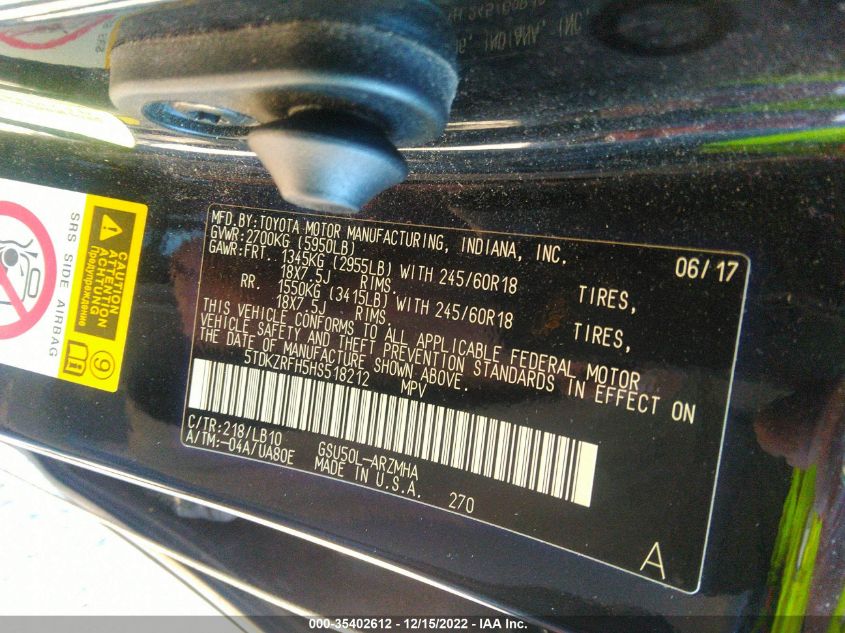 MFD.BY:TOYOTA MOTOR MANUFACTURING, INDIANA, INC.
06/17
GVWR:2700KG (5950LB)
GAWR:FRT. 1345KG (2955LB) WITH 245/60R18 TIRES,
18X7.5J RIMS.
RR. 1550KG (3415LB) WITH 245/60R18 TIRES,
18X7.5J RIMS.
THIS VEHICLE CONFORMS TO ALL APPLICABLE FEDERAL MOTOR
VEHICLE SAFETY AND THEFT PREVENTION STANDARDS IN EFFECT ON
THE DATE OF MANUFACTURE SHOWN ABOVE.
5TDKZRFH5HS518212 MPV
C/TR:218/LB10 GSU50L-ARZMHA
A/TM:-04A/UA80E MADE IN U.S.A. 270
A
SRS SIDE AIRBAG
CAUTION
ATTENTION
ACHTUNG
Предупреждение
9
000-35402612 - 12/15/2022 - IAA Inc.